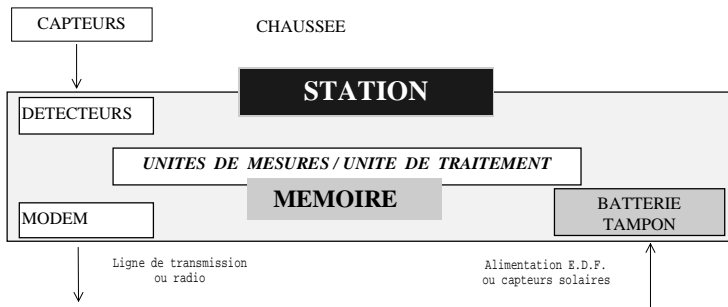 CAPTEURS
CHAUSSEE
STATION
DETECTEURS
UNITES DE MESURES / UNITE DE TRAITEMENT
MEMOIRE
MODEM
BATTERIE
TAMPON
Ligne de transmission
ou radio
Alimentation E.D.F.
ou capteurs solaires